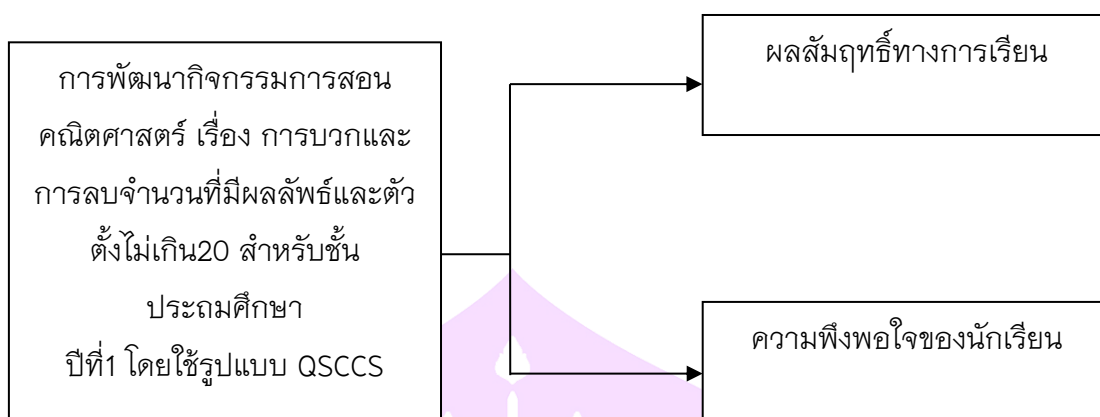 การพัฒนากิจกรรมการสอน
คณิตศาสตร์ เรื่อง การบวกและ
การลบจำนวนที่มีผลลัพธ์และตัว
ตั้งไม่เกิน20 สำหรับชั้น
ประถมศึกษา
ปีที่1 โดยใช้รูปแบบ QSCCS
ผลสัมฤทธิ์ทางการเรียน
ความพึงพอใจของนักเรียน